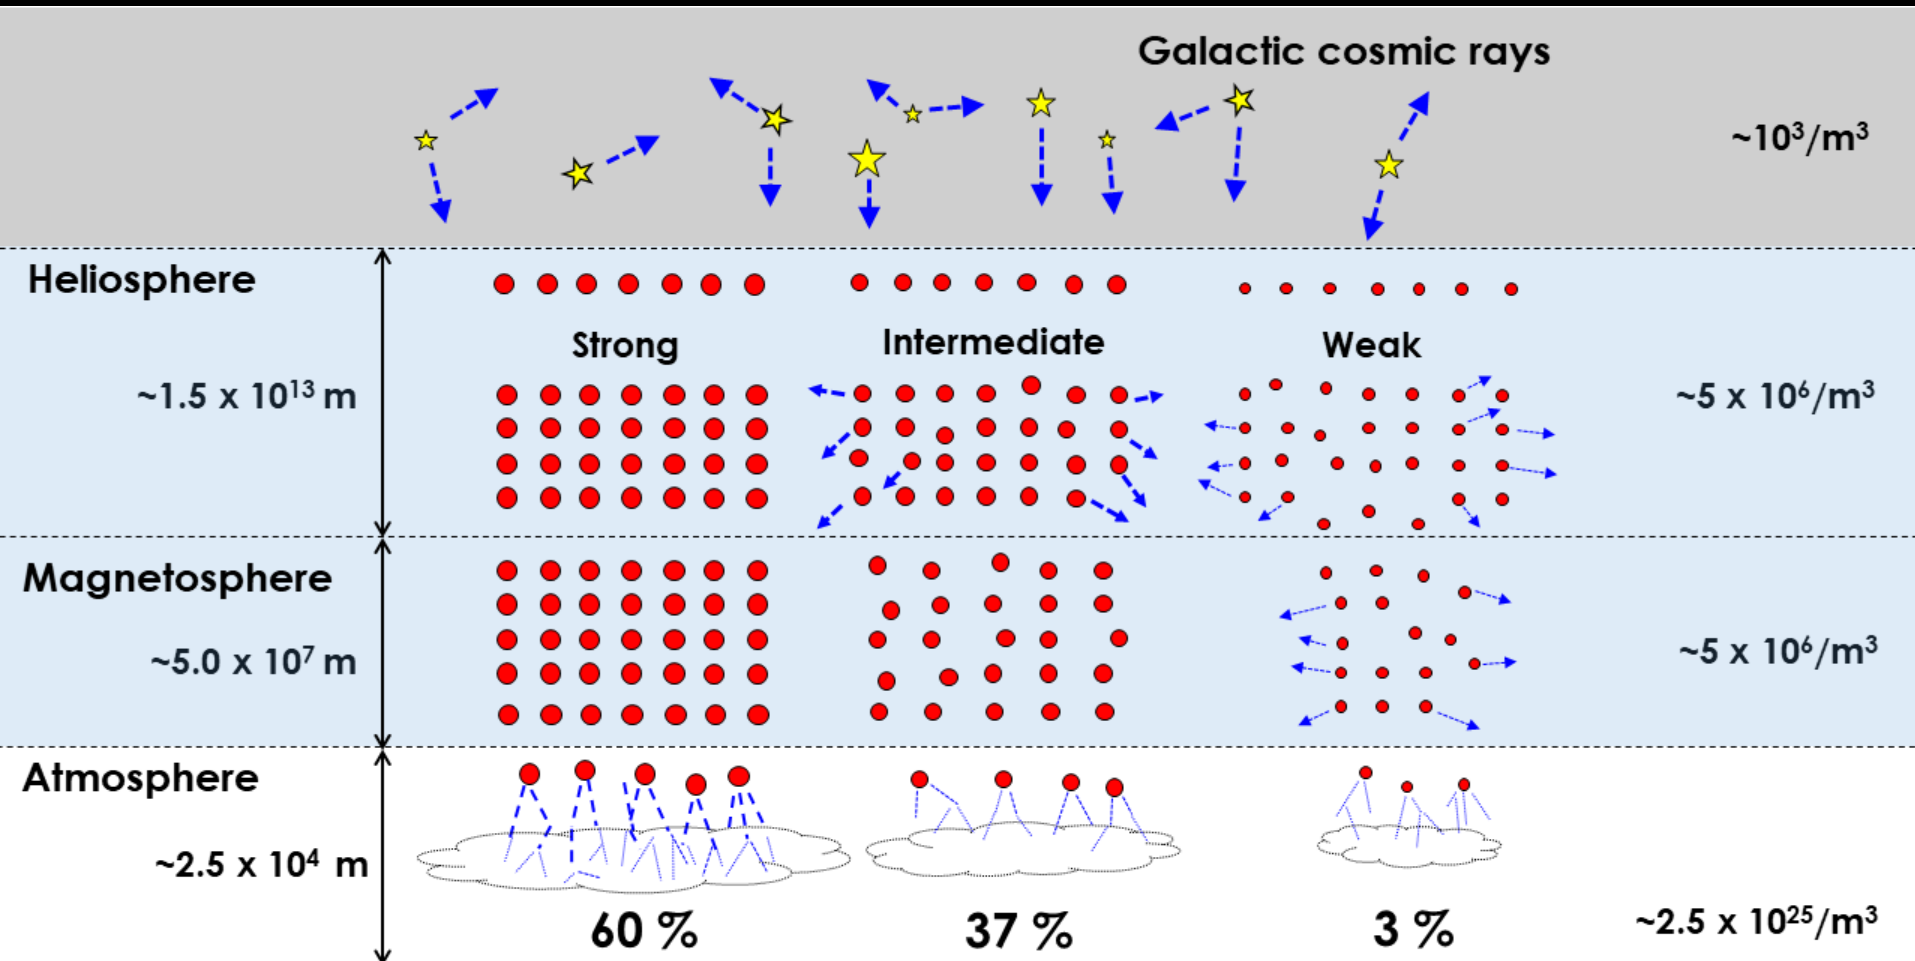 Galactic cosmic rays
~10³/m³
Heliosphere
Strong
Intermediate
Weak
~1.5 x 10¹³ m
~5 x 10⁶/m³
Magnetosphere
~5.0 x 10⁷ m
~5 x 10⁶/m³
Atmosphere
~2.5 x 10⁴ m
60 %
37 %
3 %
~2.5 x 10²⁵/m³